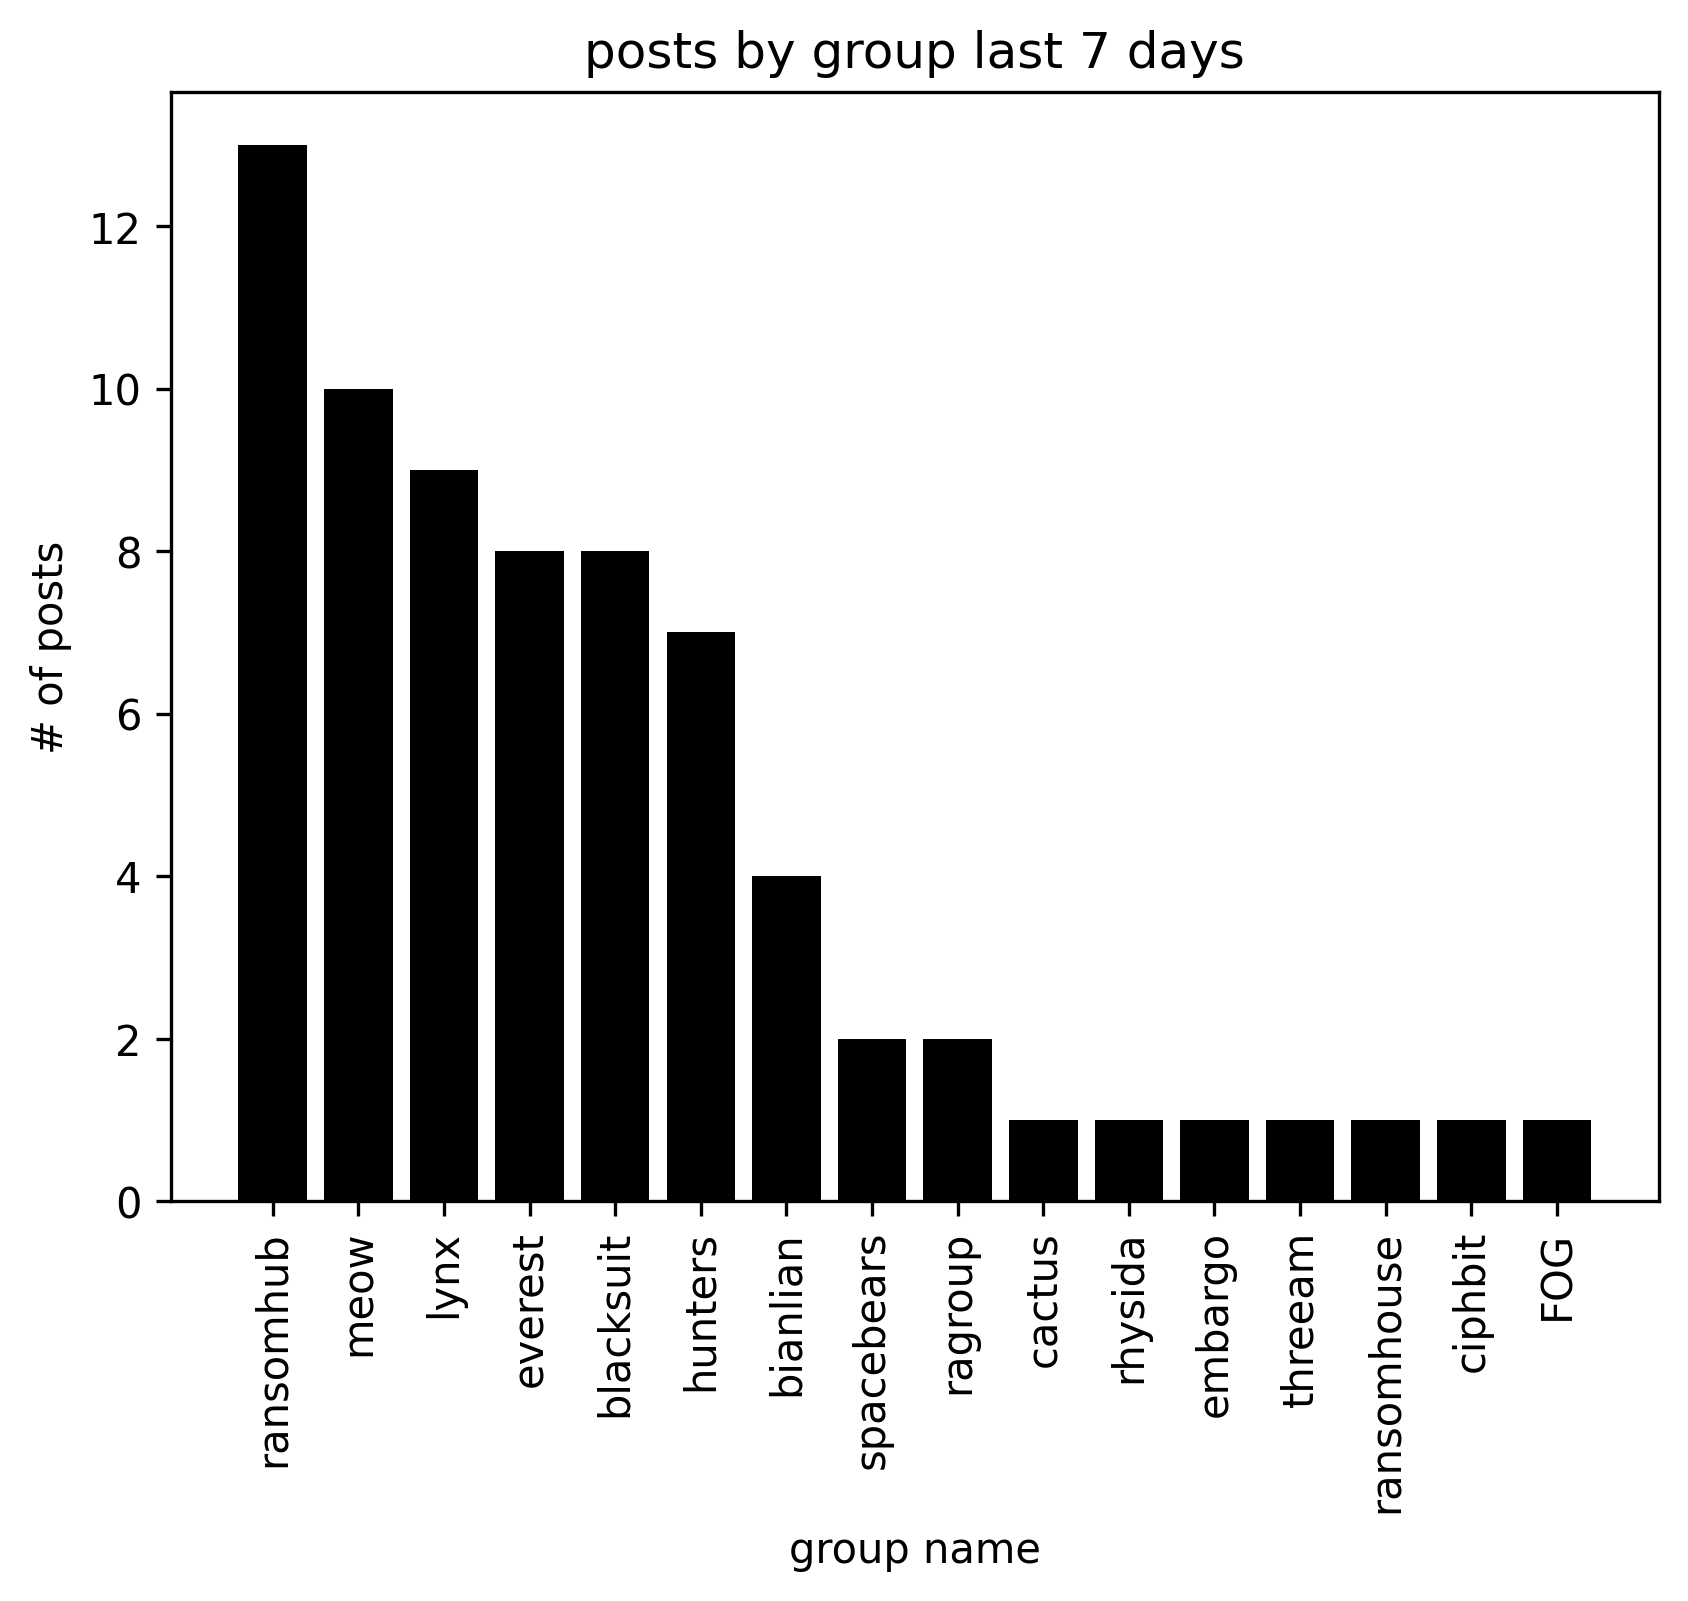 posts by group last 7 days
# of posts
12
10
8
6
4
2
0
ransomhub
meow
lynx
everest
blacksuit
hunters
bianlian
spacebears
ragroup
cactus
rhysida
embargo
threeam
ransomhouse
ciphbit
FOG
group name